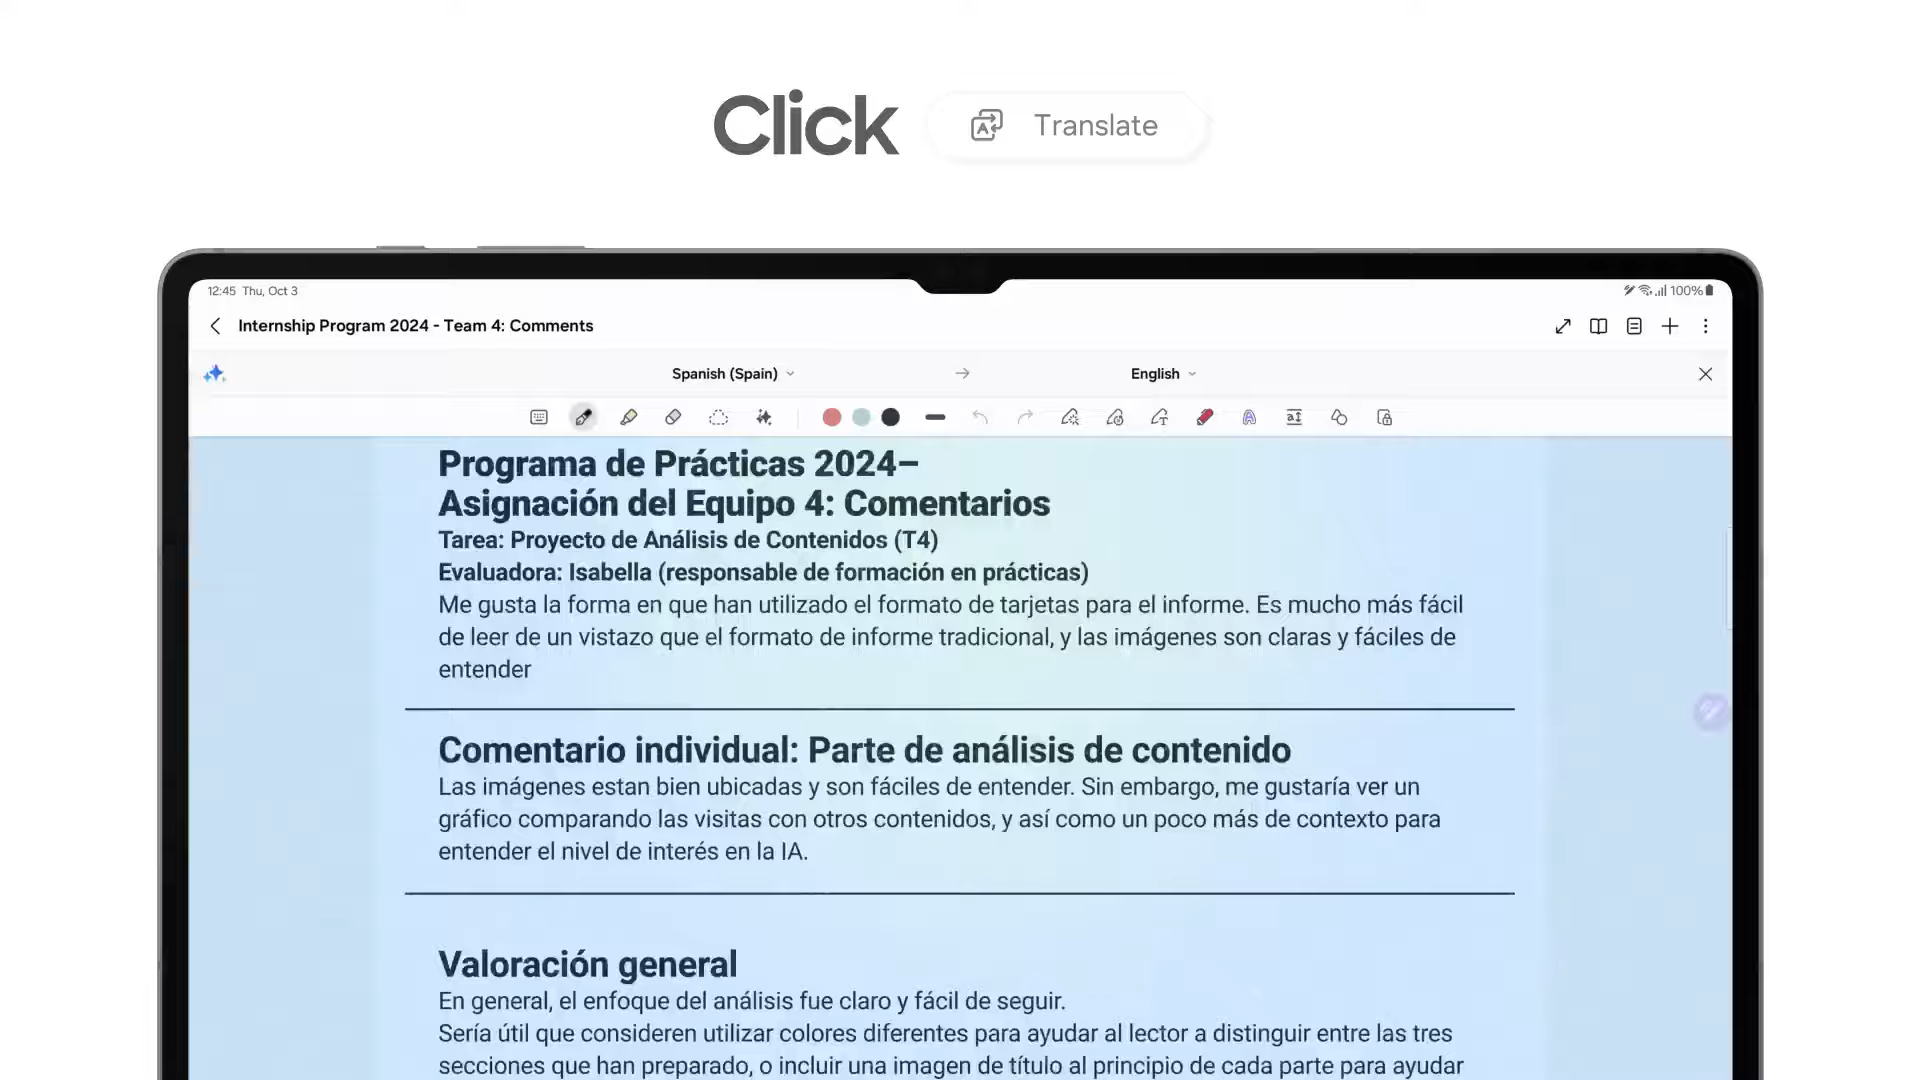 Click Translate
12:45 Thu, Oct 3
100%
Internship Program 2024 - Team 4: Comments
Spanish (Spain)
English
Programa de Prácticas 2024–
Asignación del Equipo 4: Comentarios
Tarea: Proyecto de Análisis de Contenidos (T4)
Evaluadora: Isabella (responsable de formación en prácticas)
Me gusta la forma en que han utilizado el formato de tarjetas para el informe. Es mucho más fácil
de leer de un vistazo que el formato de informe tradicional, y las imágenes son claras y fáciles de
entender
Comentario individual: Parte de análisis de contenido
Las imágenes estan bien ubicadas y son fáciles de entender. Sin embargo, me gustaría ver un
gráfico comparando las visitas con otros contenidos, y así como un poco más de contexto para
entender el nivel de interés en la IA.
Valoración general
En general, el enfoque del análisis fue claro y fácil de seguir.
Sería útil que consideren utilizar colores diferentes para ayudar al lector a distinguir entre las tres
secciones que han preparado, o incluir una imagen de título al principio de cada parte para ayudar